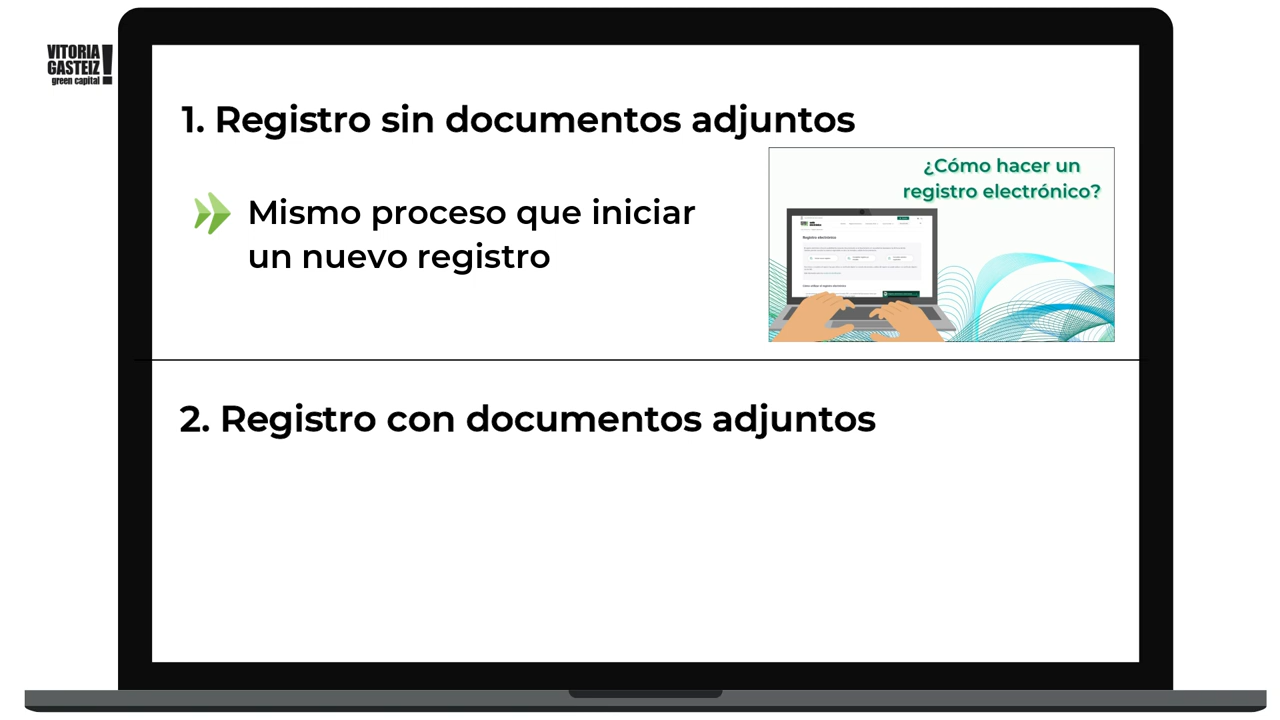 VITORIA
GASTEIZ
green capital
1. Registro sin documentos adjuntos
Mismo proceso que iniciar
un nuevo registro
¿Cómo hacer un
registro electrónico?
Registro electrónico
2. Registro con documentos adjuntos